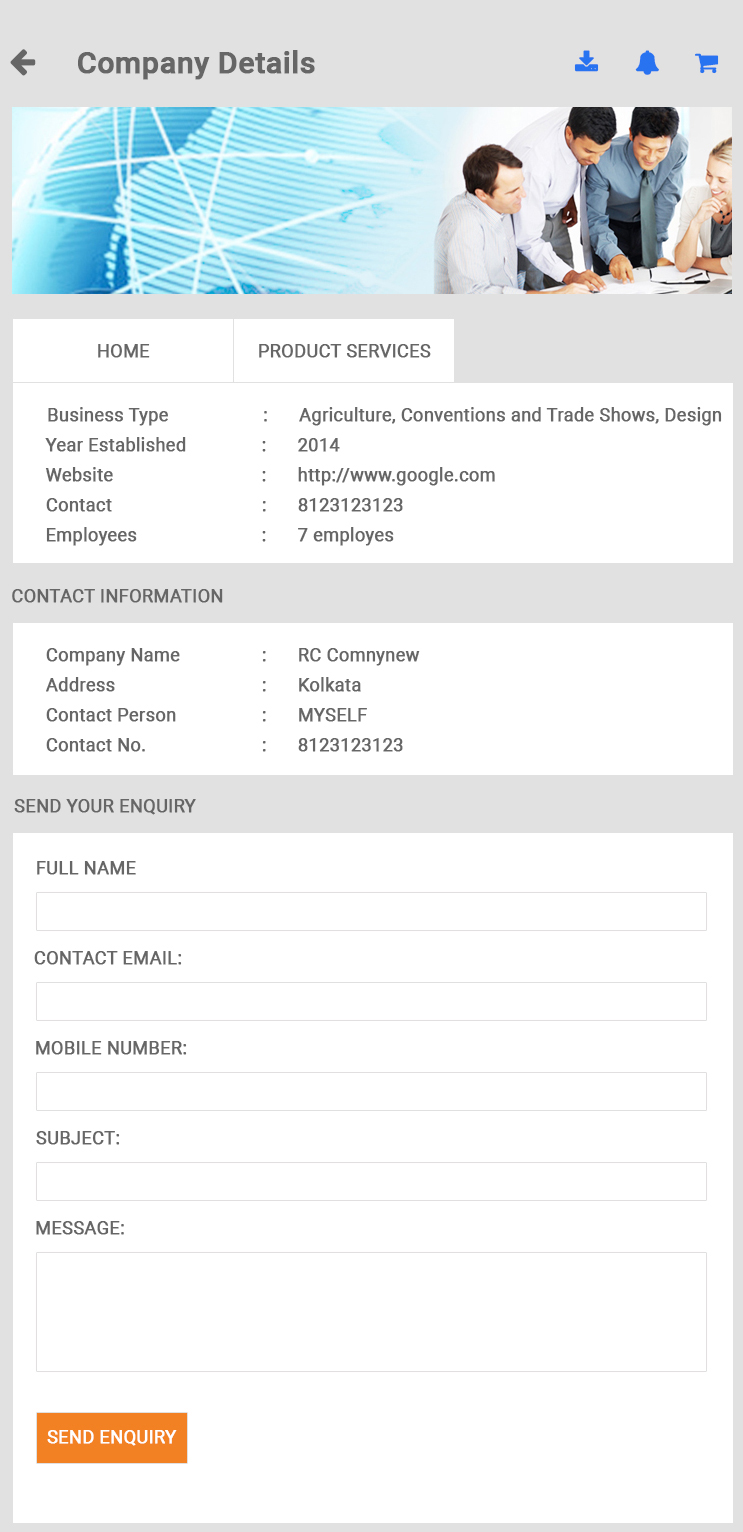 Company Details
HOME PRODUCT SERVICES
Business Type : Agriculture, Conventions and Trade Shows, Design
Year Established : 2014
Website : http://www.google.com
Contact : 8123123123
Employees : 7 employes
CONTACT INFORMATION
Company Name : RC Comnynew
Address : Kolkata
Contact Person : MYSELF
Contact No. : 8123123123
SEND YOUR ENQUIRY
FULL NAME
CONTACT EMAIL:
MOBILE NUMBER:
SUBJECT:
MESSAGE:
SEND ENQUIRY